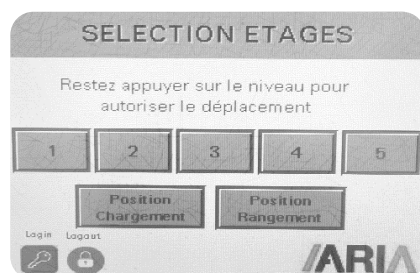 SELECTION ETAGES
Restez appuyer sur le niveau pour
autoriser le déplacement
1 2 3 4 5
Position
Chargement
Position
Rangement
Login Logout
ARIA